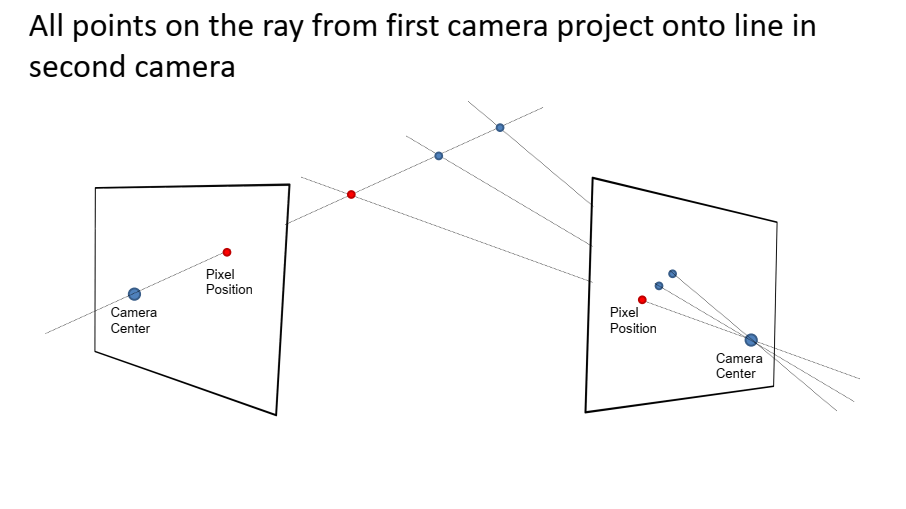 All points on the ray from first camera project onto line in
second camera
Pixel
Position
Camera
Center
Pixel
Position
Camera
Center